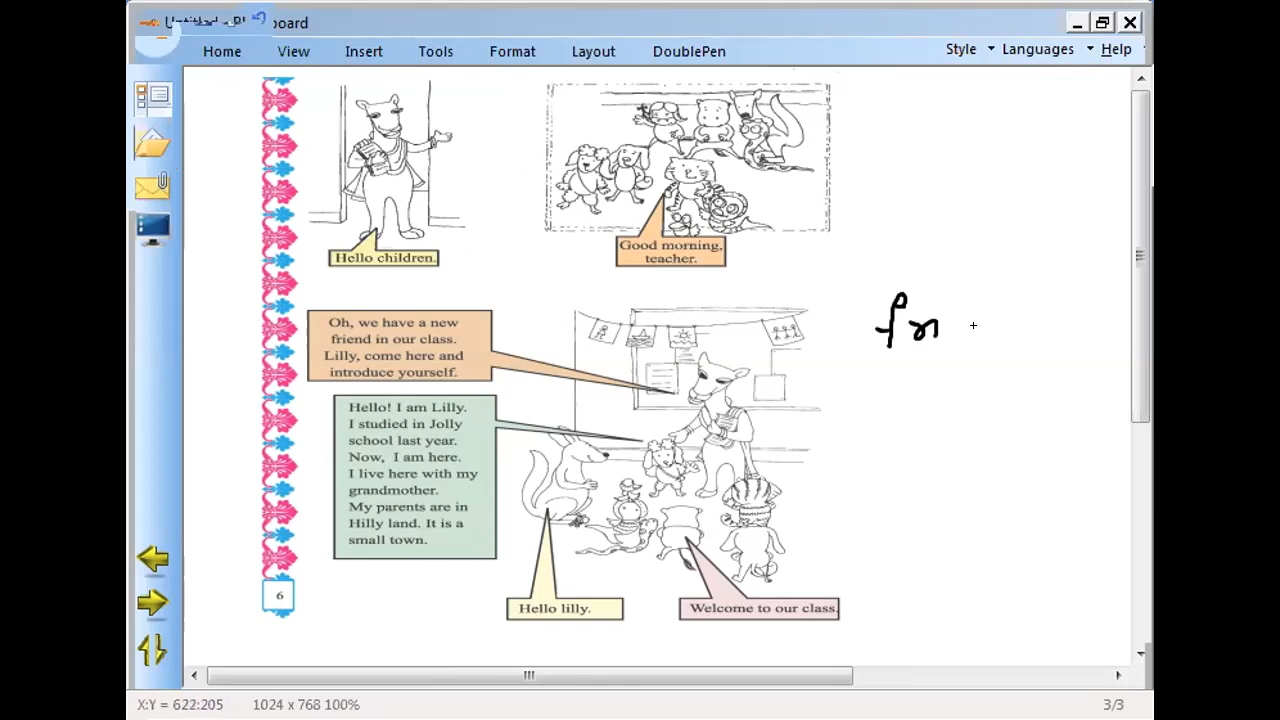 board
Home View Insert Tools Format Layout DoublePen
Style Languages Help
Hello children.
Good morning,
teacher.
Oh, we have a new
friend in our class.
Lilly, come here and
introduce yourself.
Hello! I am Lilly.
I studied in Jolly
school last year.
Now, I am here.
I live here with my
grandmother.
My parents are in
Hilly land. It is a
small town.
Hello lilly.
Welcome to our class.
6
X:Y = 622:205 1024 x 768 100% 3/3